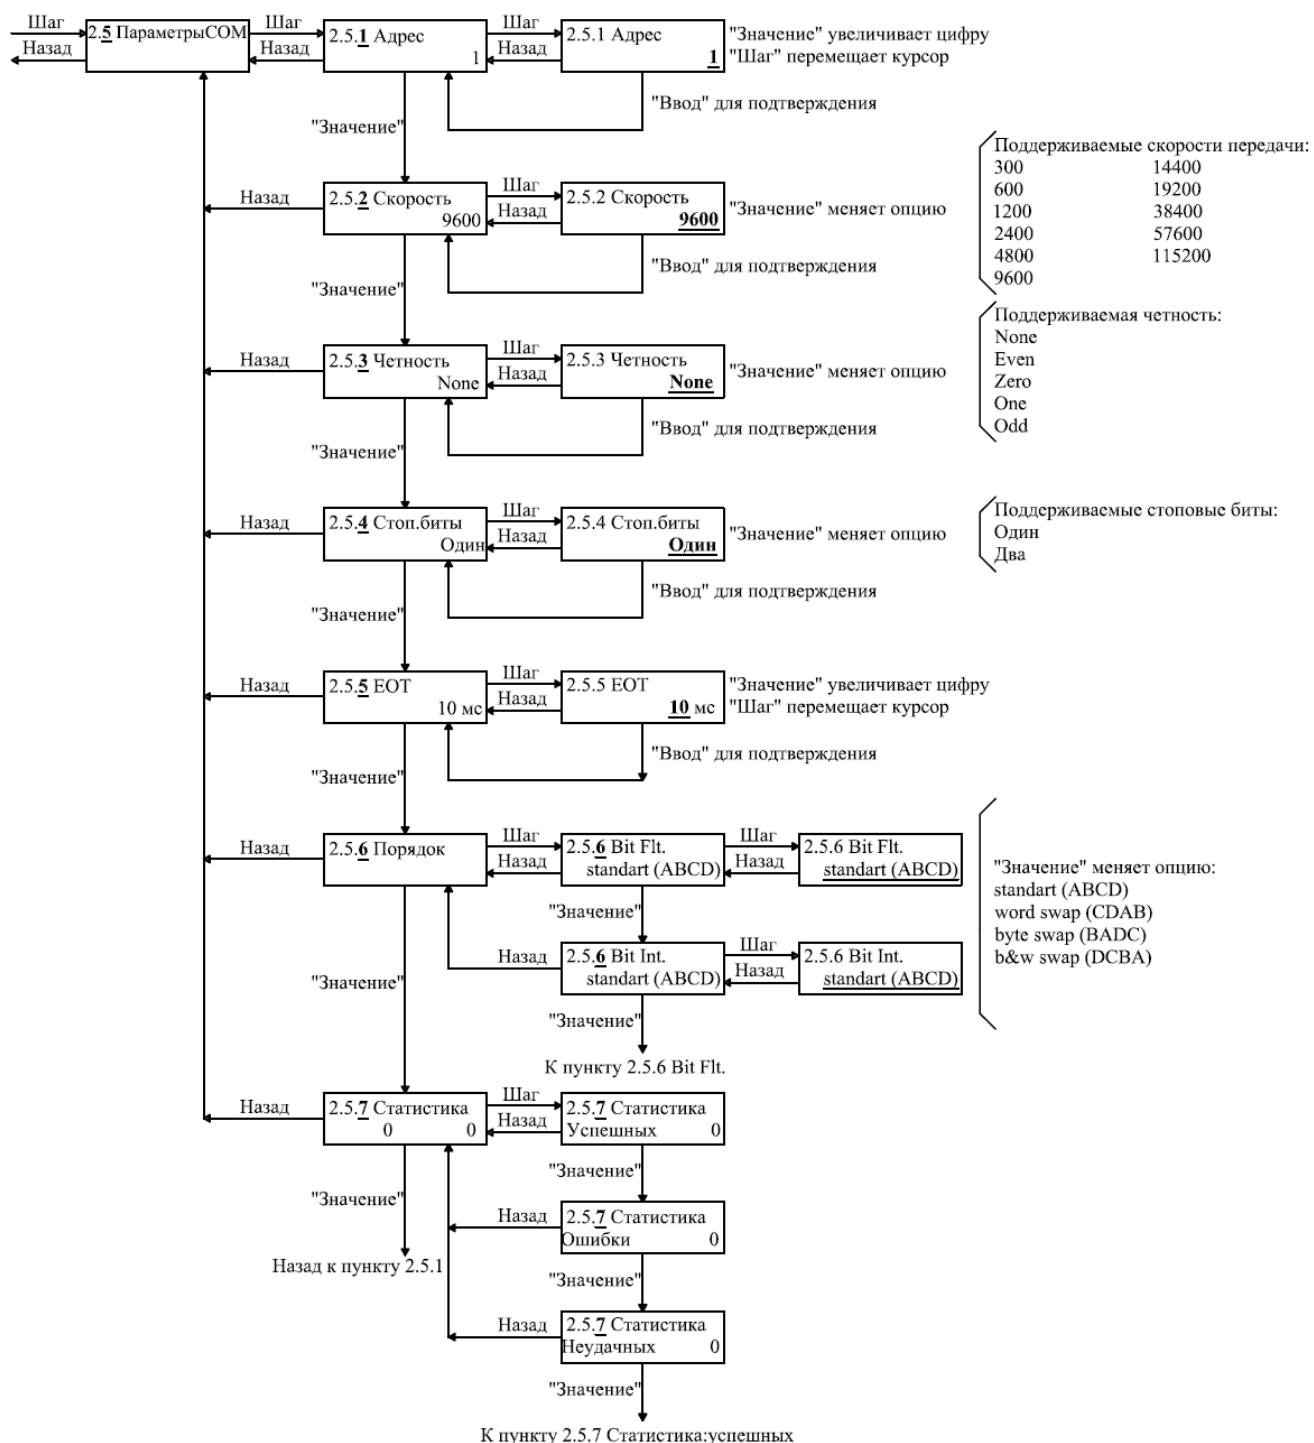 Шаг
Назад
2.5 ПараметрыCOM
Шаг
Назад
2.5.1 Адрес
1
Шаг
Назад
2.5.1 Адрес
1
"Значение" увеличивает цифру
"Шаг" перемещает курсор
"Ввод" для подтверждения
"Значение"
Назад
2.5.2 Скорость
9600
Шаг
Назад
2.5.2 Скорость
9600
"Значение" меняет опцию
"Ввод" для подтверждения
Поддерживаемые скорости передачи:
300 14400
600 19200
1200 38400
2400 57600
4800 115200
9600
"Значение"
Назад
2.5.3 Четность
None
Шаг
Назад
2.5.3 Четность
None
"Значение" меняет опцию
"Ввод" для подтверждения
Поддерживаемая четность:
None
Even
Zero
One
Odd
"Значение"
Назад
2.5.4 Стоп.биты
Один
Шаг
Назад
2.5.4 Стоп.биты
Один
"Значение" меняет опцию
"Ввод" для подтверждения
Поддерживаемые стоповые биты:
Один
Два
"Значение"
Назад
2.5.5 EOT
10 мс
Шаг
Назад
2.5.5 EOT
10 мс
"Значение" увеличивает цифру
"Шаг" перемещает курсор
"Ввод" для подтверждения
"Значение"
Назад
2.5.6 Порядок
Шаг
Назад
2.5.6 Bit Flt.
standart (ABCD)
Шаг
Назад
2.5.6 Bit Flt.
standart (ABCD)
"Значение"
Назад
2.5.6 Bit Int.
standart (ABCD)
Шаг
Назад
2.5.6 Bit Int.
standart (ABCD)
"Значение" меняет опцию:
standart (ABCD)
word swap (CDAB)
byte swap (BADC)
b&w swap (DCBA)
"Значение"
"Значение"
К пункту 2.5.6 Bit Flt.
Назад
2.5.7 Статистика
0 0
Шаг
Назад
2.5.7 Статистика
Успешных 0
"Значение"
"Значение"
Назад
2.5.7 Статистика
Ошибки 0
Назад к пункту 2.5.1
"Значение"
Назад
2.5.7 Статистика
Неудачных 0
"Значение"
К пункту 2.5.7 Статистика:успешных